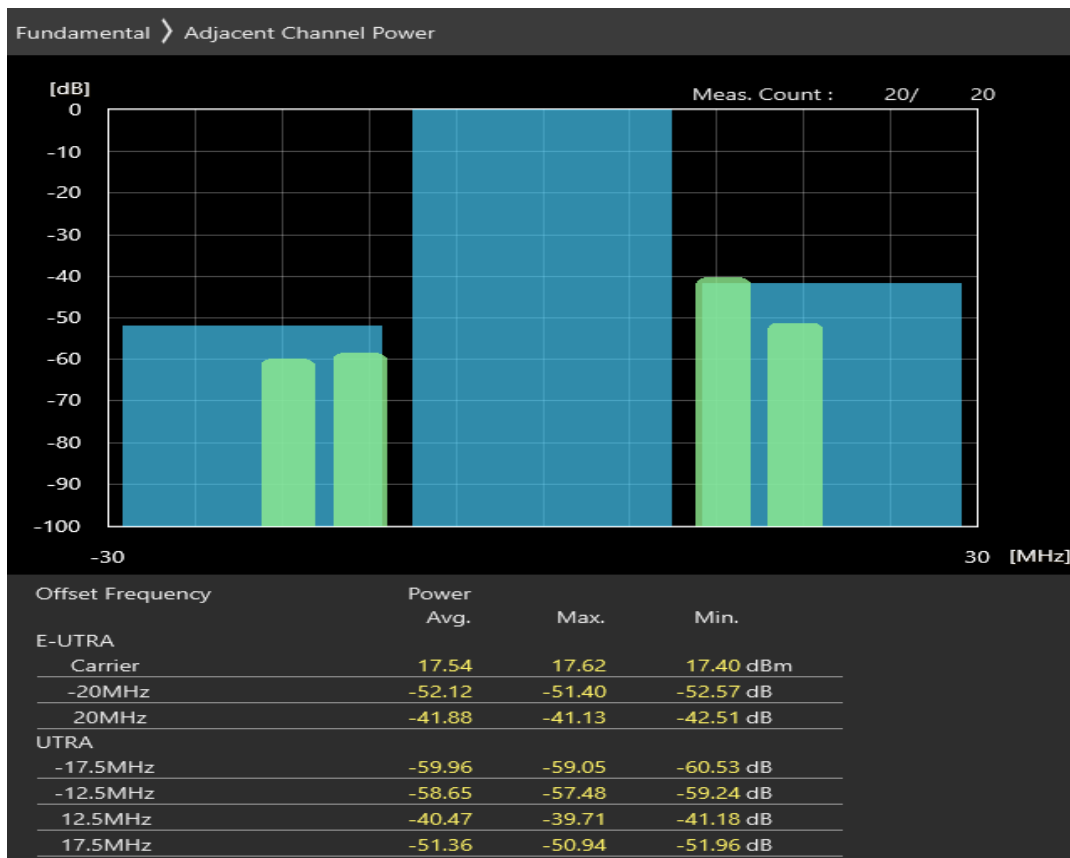 Fundamental 〉 Adjacent Channel Power
[dB]
Meas. Count : 20/ 20
0
-10
-20
-30
-40
-50
-60
-70
-80
-90
-100
-30 30 [MHz]
Offset Frequency Power
Avg. Max. Min.
E-UTRA
Carrier 17.54 17.62 17.40 dBm
-20MHz -52.12 -51.40 -52.57 dB
20MHz -41.88 -41.13 -42.51 dB
UTRA
-17.5MHz -59.96 -59.05 -60.53 dB
-12.5MHz -58.65 -57.48 -59.24 dB
12.5MHz -40.47 -39.71 -41.18 dB
17.5MHz -51.36 -50.94 -51.96 dB